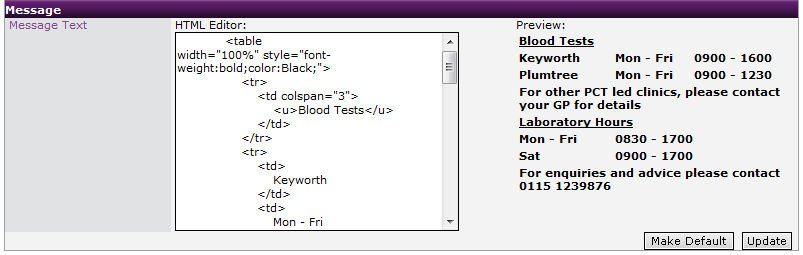 Message
Message Text
HTML Editor:
<table
width="100%" style="font-
weight:bold;color:Black;">
<tr>
<td colspan="3">
<u>Blood Tests</u>
</td>
</tr>
<tr>
<td>
Keyworth
</td>
<td>
Mon - Fri
Preview:
Blood Tests
Keyworth Mon - Fri 0900 - 1600
Plumtree Mon - Fri 0900 - 1230
For other PCT led clinics, please contact
your GP for details
Laboratory Hours
Mon - Fri 0830 - 1700
Sat 0900 - 1700
For enquiries and advice please contact
0115 1239876
Make Default Update